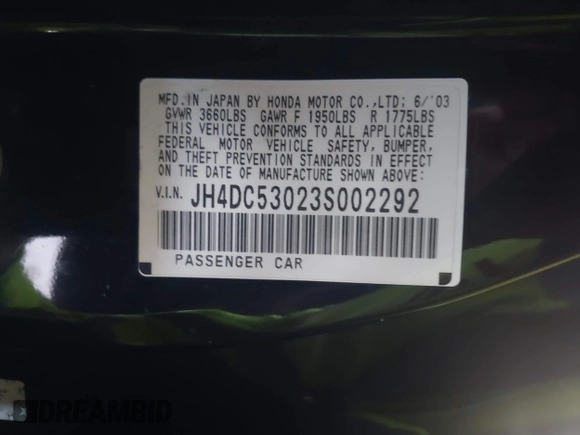 MFD.IN JAPAN BY HONDA MOTOR CO.,LTD; 6/'03
GVWR 3660LBS GAWR F 1950LBS R 1775LBS
THIS VEHICLE CONFORMS TO ALL APPLICABLE
FEDERAL MOTOR VEHICLE SAFETY, BUMPER,
AND THEFT PREVENTION STANDARDS IN EFFECT
ON THE DATE OF MANUFACTURE SHOWN ABOVE:
V.I.N. JH4DC53023S002292
PASSENGER CAR
DREAMBID